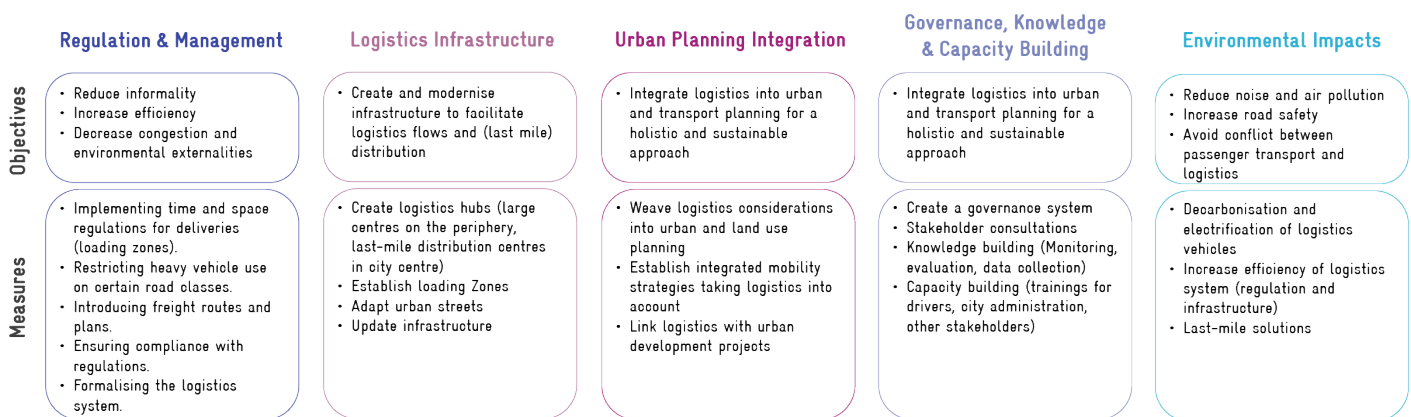 Regulation & Management
Logistics Infrastructure
Urban Planning Integration
Governance, Knowledge
& Capacity Building
Environmental Impacts
Objectives
• Reduce informality
• Increase efficiency
• Decrease congestion and
environmental externalities
• Create and modernise
infrastructure to facilitate
logistics flows and (last mile)
distribution
• Integrate logistics into urban
and transport planning for a
holistic and sustainable
approach
• Integrate logistics into urban
and transport planning for a
holistic and sustainable
approach
• Reduce noise and air pollution
• Increase road safety
• Avoid conflict between
passenger transport and
logistics
Measures
• Implementing time and space
regulations for deliveries
(loading zones).
• Restricting heavy vehicle use
on certain road classes.
• Introducing freight routes and
plans.
• Ensuring compliance with
regulations.
• Formalising the logistics
system.
• Create logistics hubs (large
centres on the periphery,
last-mile distribution centres
in city centre)
• Establish loading Zones
• Adapt urban streets
• Update infrastructure
• Weave logistics considerations
into urban and land use
planning
• Establish integrated mobility
strategies taking logistics into
account
• Link logistics with urban
development projects
• Create a governance system
• Stakeholder consultations
• Knowledge building (Monitoring,
evaluation, data collection)
• Capacity building (trainings for
drivers, city administration,
other stakeholders)
• Decarbonisation and
electrification of logistics
vehicles
• Increase efficiency of logistics
system (regulation and
infrastructure)
• Last-mile solutions